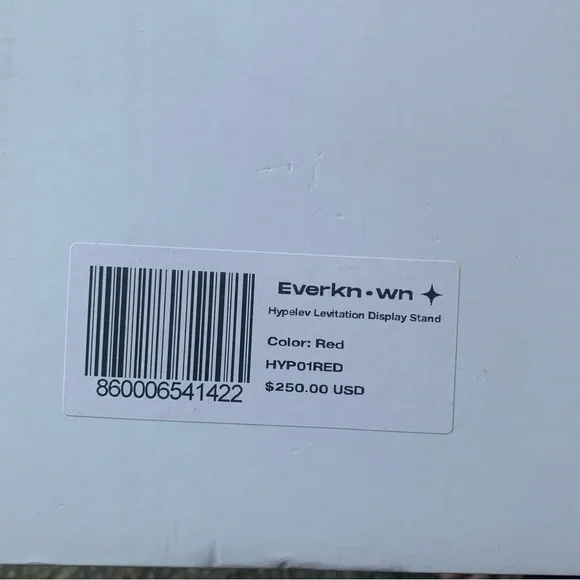 Everkn•wn
Hypelev Levitation Display Stand
Color: Red
HYP01RED
$250.00 USD
860006541422